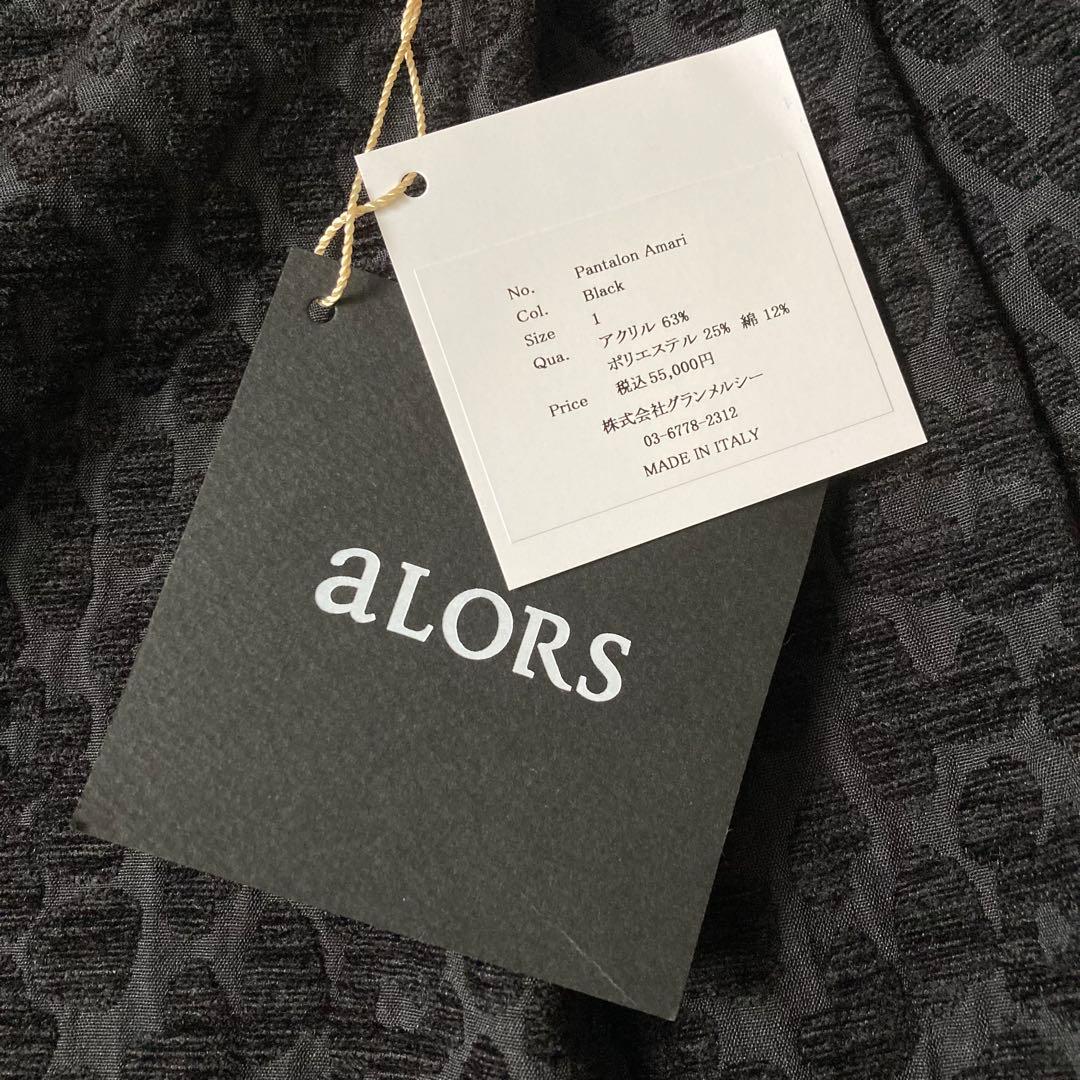 No. Pantalon Amari
Col. Black
Size 1
Qua. アクリル 63%
ポリエステル 25% 綿 12%
Price 税込55,000円
株式会社グランメルシー
03-6778-2312
MADE IN ITALY
aLORS